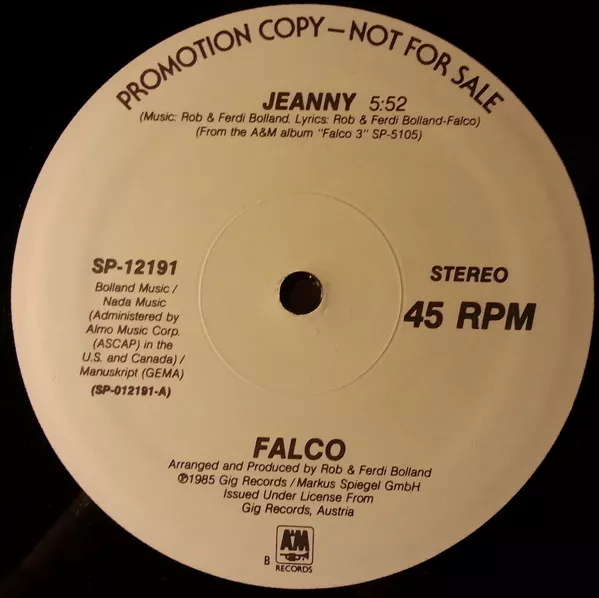 PROMOTION COPY—NOT FOR SALE
JEANNY 5:52
(Music: Rob & Ferdi Bolland. Lyrics: Rob & Ferdi Bolland-Falco)
(From the A&M album "Falco 3" SP-5105)
SP-12191
Bolland Music /
Nada Music
(Administered by
Almo Music Corp.
(ASCAP) in the
U.S. and Canada) /
Manuskript (GEMA)
(SP-012191-A)
STEREO
45 RPM
FALCO
Arranged and Produced by Rob & Ferdi Bolland
℗1985 Gig Records / Markus Spiegel GmbH
Issued Under License From
Gig Records, Austria
B
A&M
RECORDS